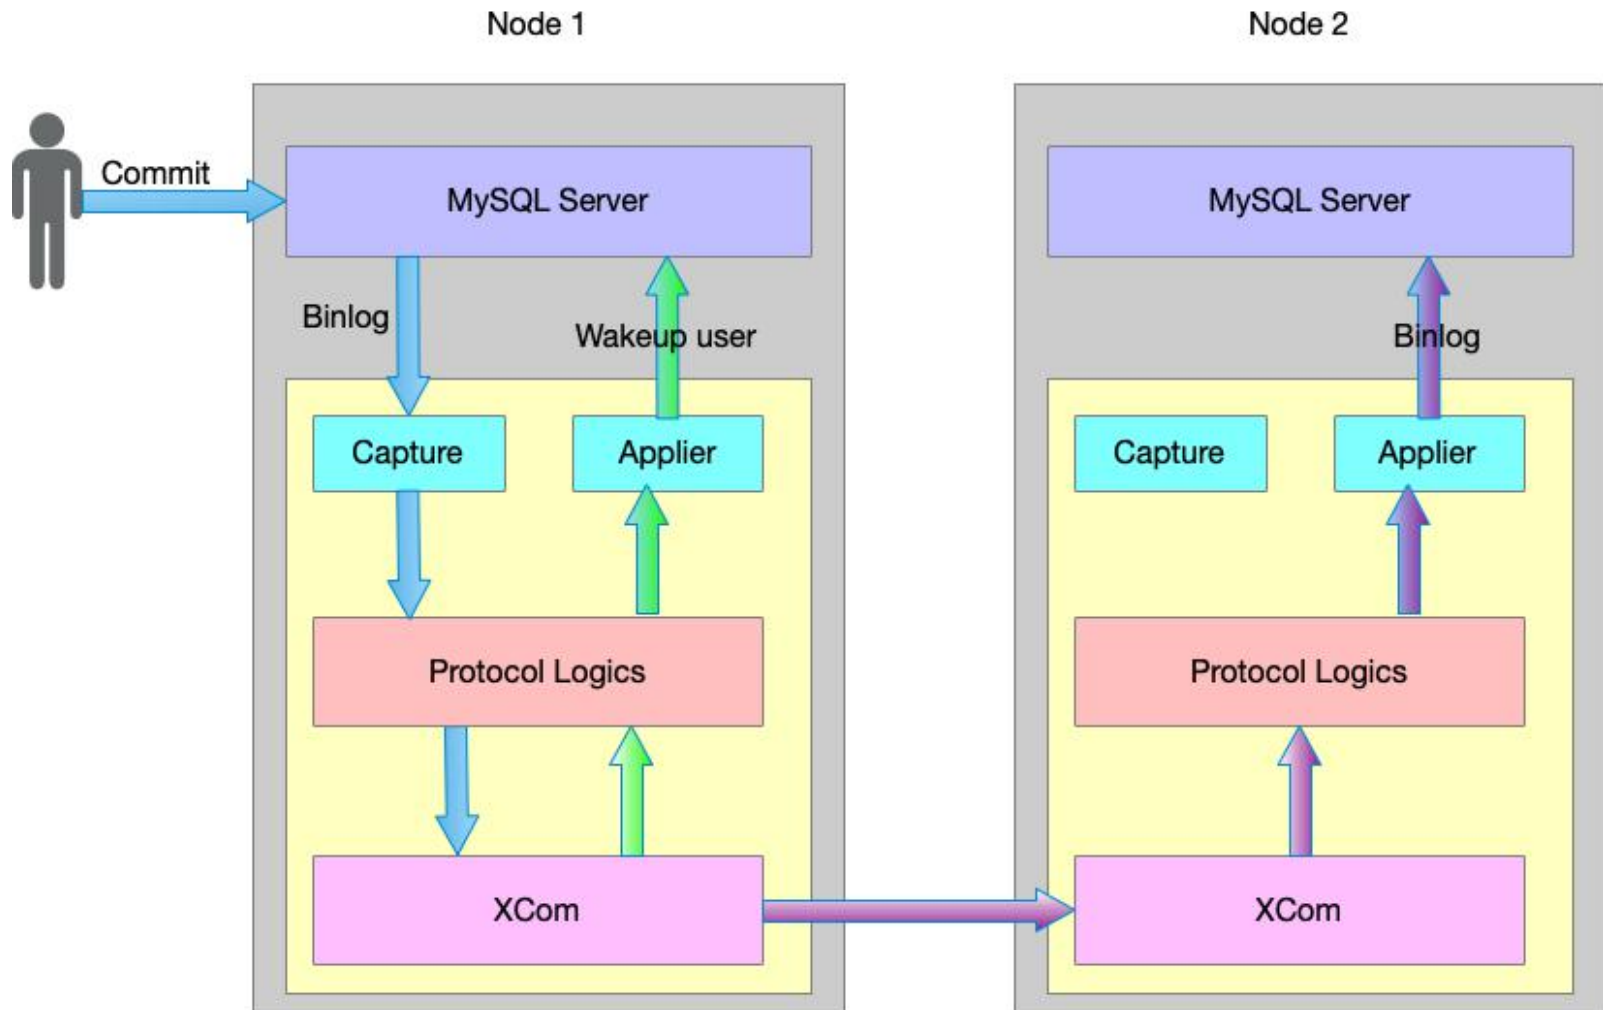 Node 1
Node 2
Commit
MySQL Server
MySQL Server
Binlog
Wakeup user
Binlog
Capture
Applier
Capture
Applier
Protocol Logics
Protocol Logics
XCom
XCom